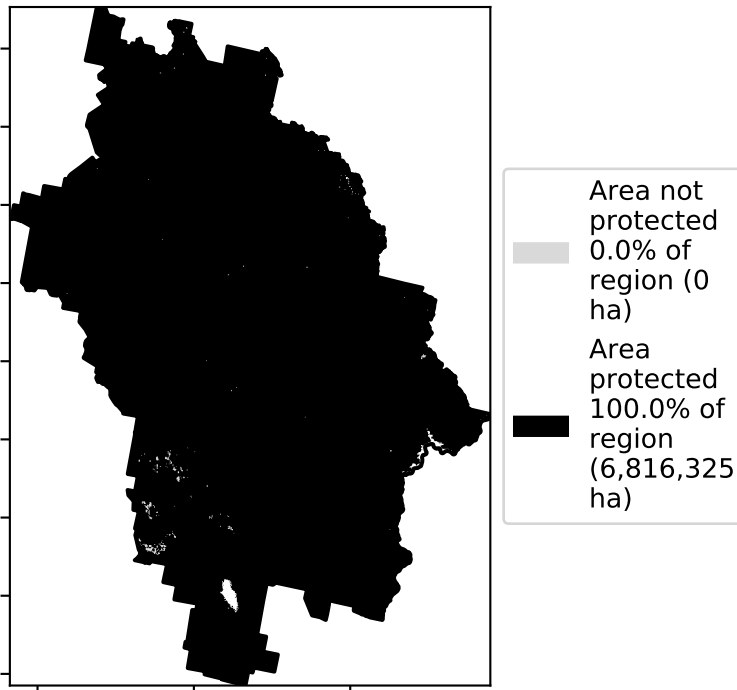 Area not
protected
0.0% of
region (0
ha)
Area
protected
100.0% of
region
(6,816,325
ha)